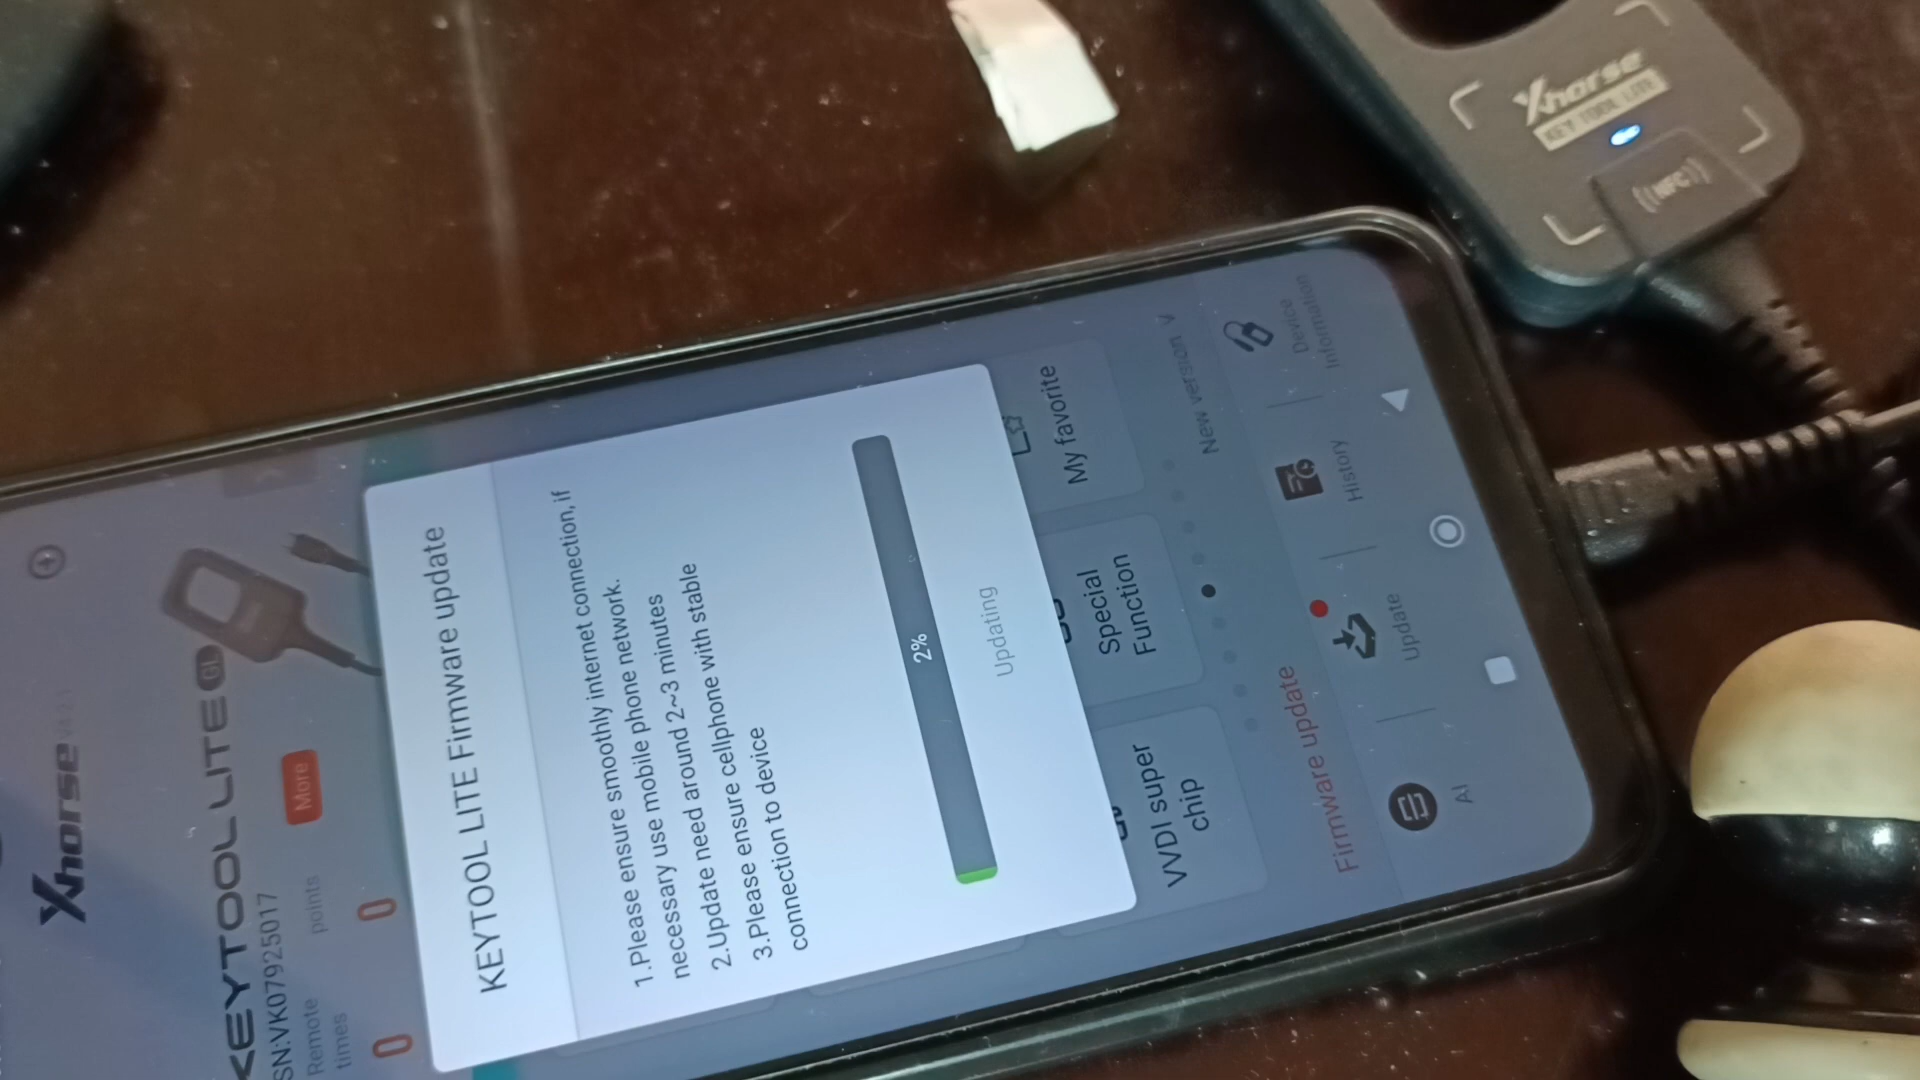 Xhorse
KEYTOOL LITE GL
SN:VK07925017
More
Remote
times
points
0
0
KEYTOOL LITE Firmware update
1.Please ensure smoothly internet connection,if
necessary use mobile phone network.
2.Update need around 2~3 minutes
3.Please ensure cellphone with stable
connection to device
2%
Updating
VVDI super
chip
Special
Function
My favorite
Firmware update
New version V
AI
Update
History
Device
Information
Xhorse
KEY TOOL LITE
NFC